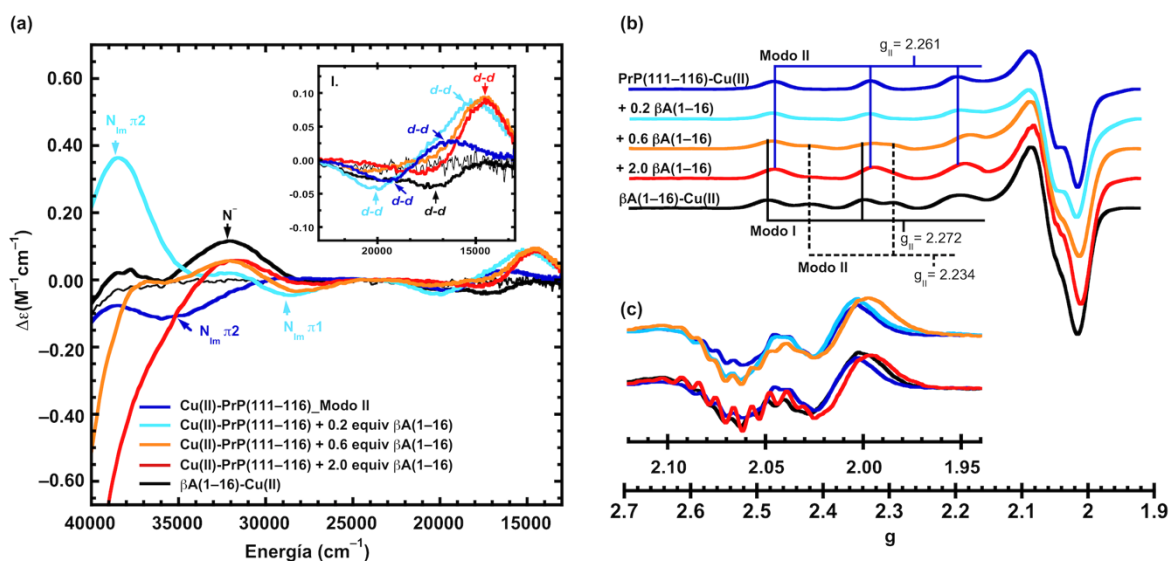 (a)
0.60
0.40
0.20
0.00
−0.20
−0.40
−0.60
Δε(M⁻¹cm⁻¹)
40000 35000 30000 25000 20000 15000
Energía (cm⁻¹)
N_Im π2
N⁻
N_Im π1
N_Im π2
Cu(II)-PrP(111–116)_Modo II
Cu(II)-PrP(111–116) + 0.2 equiv βA(1–16)
Cu(II)-PrP(111–116) + 0.6 equiv βA(1–16)
Cu(II)-PrP(111–116) + 2.0 equiv βA(1–16)
βA(1–16)-Cu(II)
I.
0.10
0.05
0.00
−0.05
−0.10
20000 15000
d-d
d-d
d-d
d-d
d-d
d-d
(b)
Modo II
g_II = 2.261
PrP(111–116)-Cu(II)
+ 0.2 βA(1–16)
+ 0.6 βA(1–16)
+ 2.0 βA(1–16)
βA(1–16)-Cu(II)
Modo I
g_II = 2.272
Modo II
g_II = 2.234
(c)
2.10 2.05 2.00 1.95
2.7 2.6 2.5 2.4 2.3 2.2 2.1 2 1.9
g